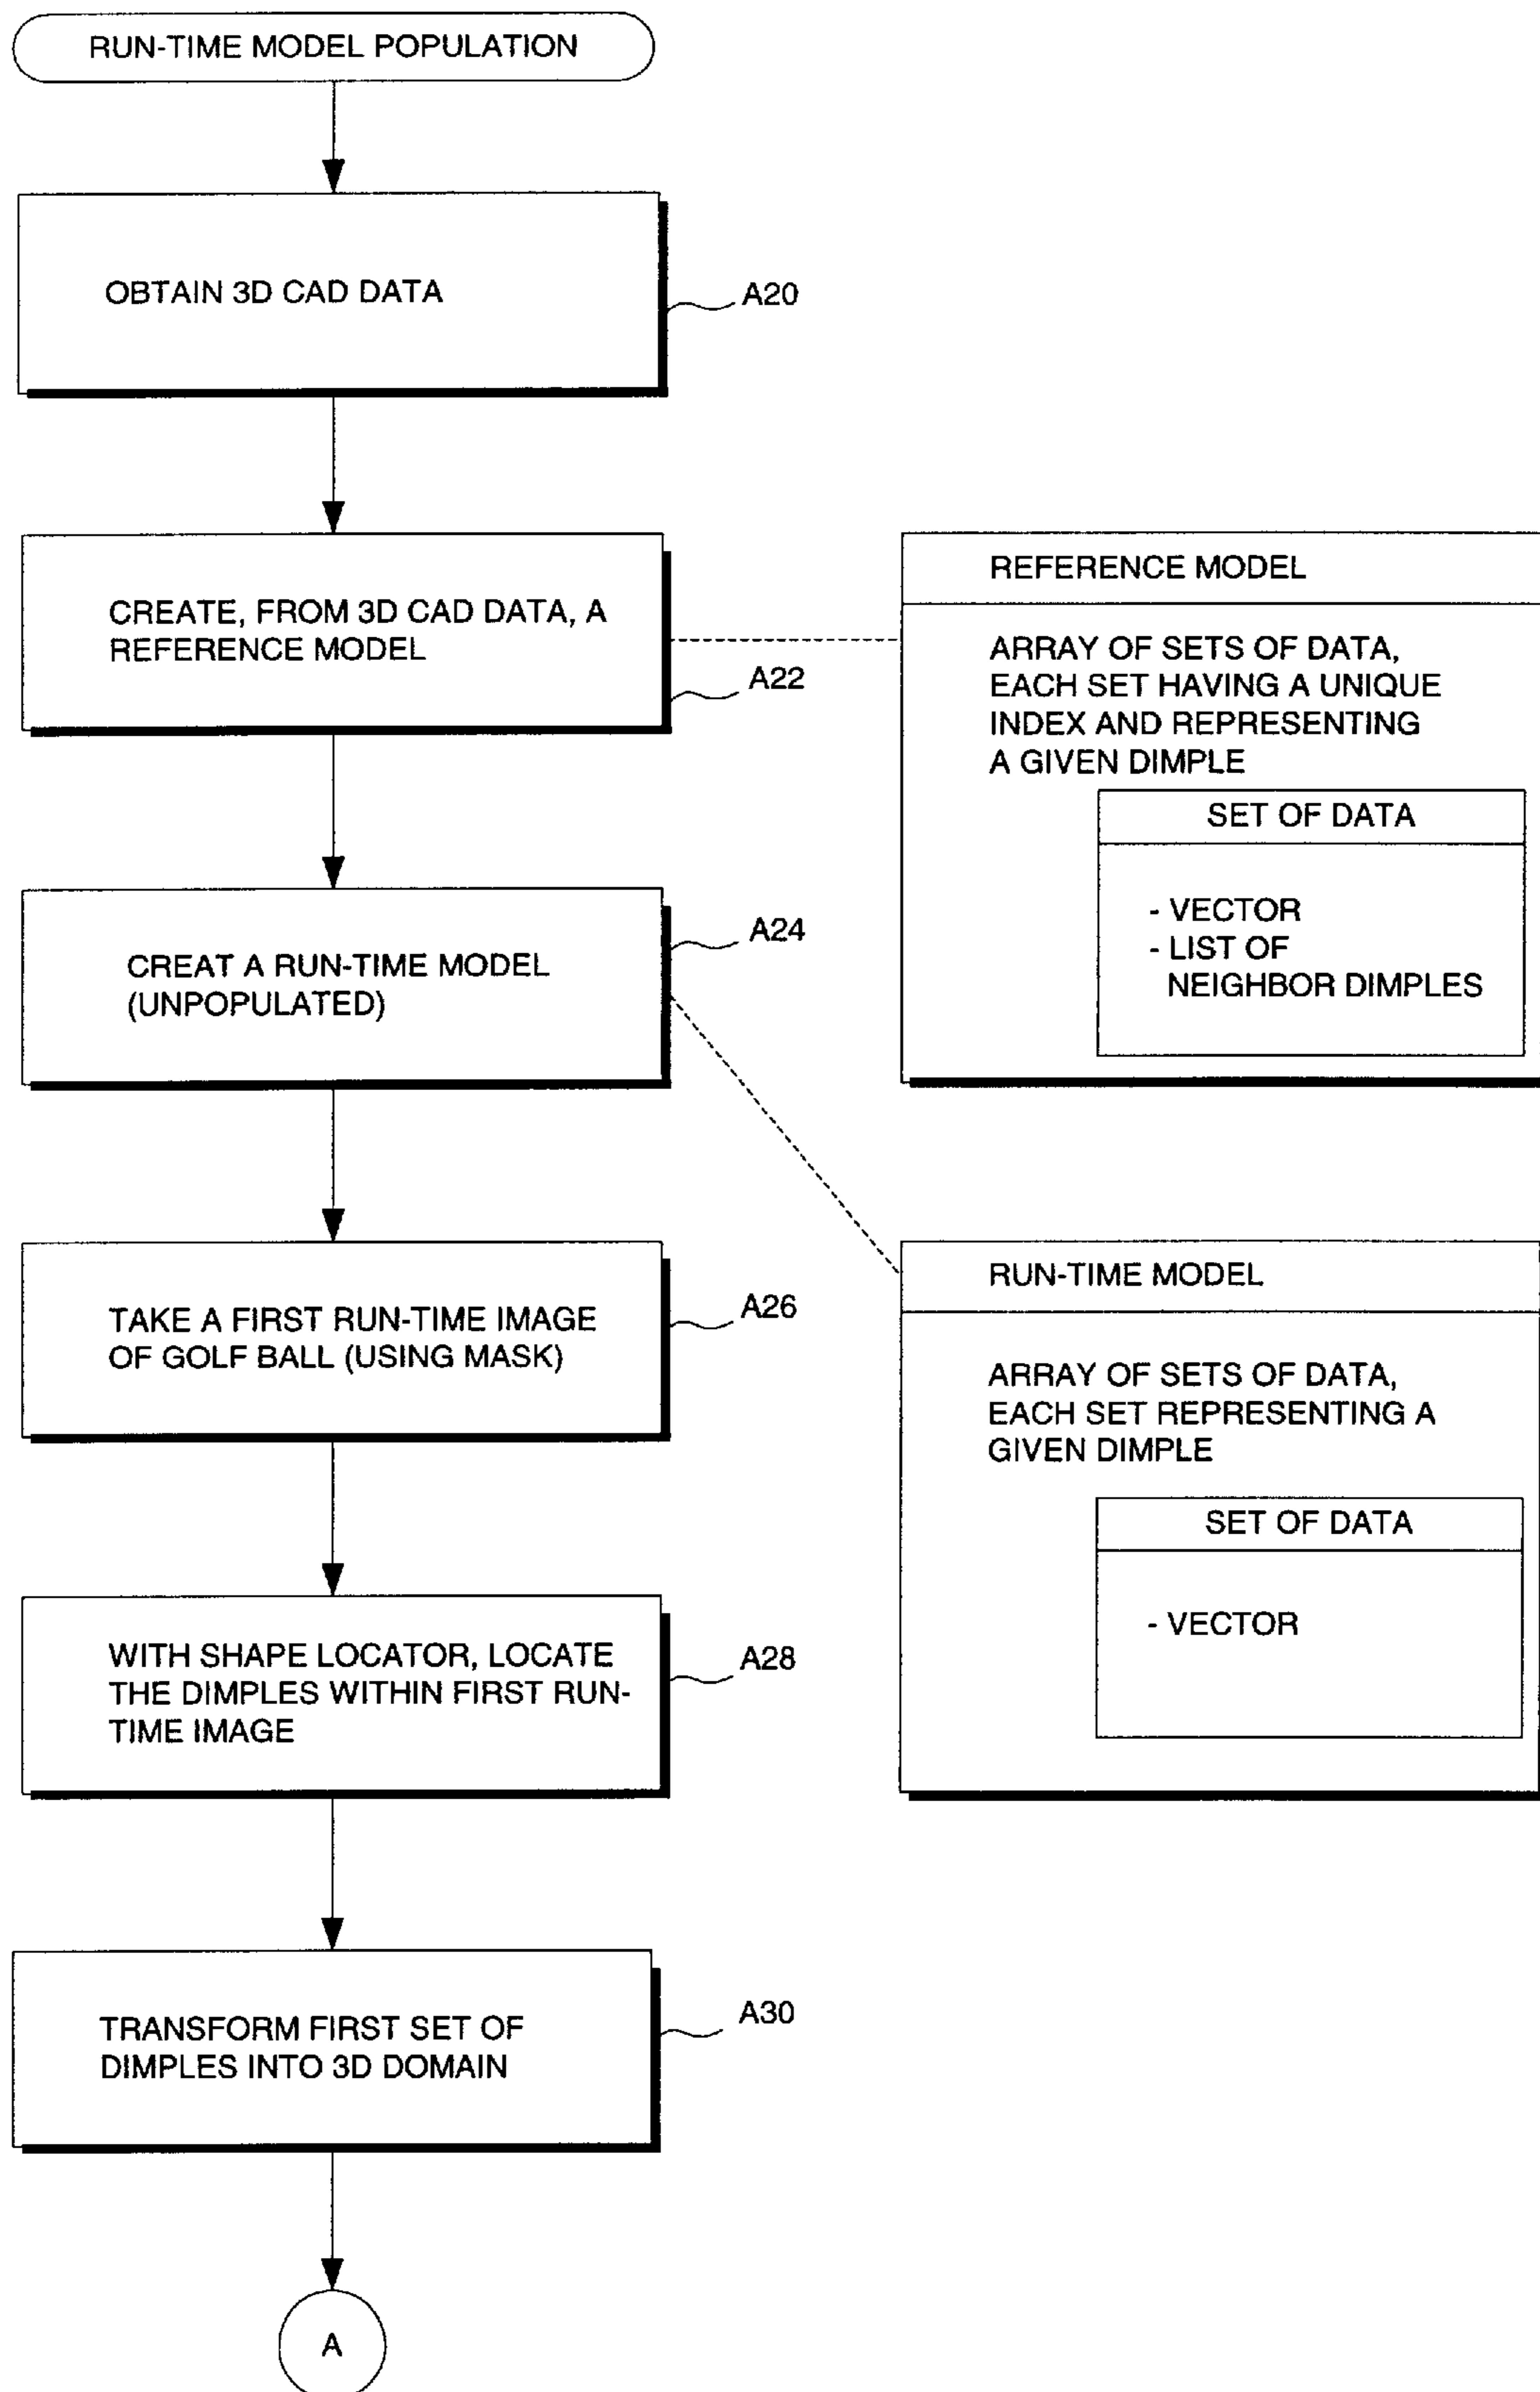 RUN-TIME MODEL POPULATION
OBTAIN 3D CAD DATA
A20
CREATE, FROM 3D CAD DATA, A
REFERENCE MODEL
A22
REFERENCE MODEL
ARRAY OF SETS OF DATA,
EACH SET HAVING A UNIQUE
INDEX AND REPRESENTING
A GIVEN DIMPLE
SET OF DATA
- VECTOR
- LIST OF
NEIGHBOR DIMPLES
CREAT A RUN-TIME MODEL
(UNPOPULATED)
A24
RUN-TIME MODEL
ARRAY OF SETS OF DATA,
EACH SET REPRESENTING A
GIVEN DIMPLE
SET OF DATA
- VECTOR
TAKE A FIRST RUN-TIME IMAGE
OF GOLF BALL (USING MASK)
A26
WITH SHAPE LOCATOR, LOCATE
THE DIMPLES WITHIN FIRST RUN-
TIME IMAGE
A28
TRANSFORM FIRST SET OF
DIMPLES INTO 3D DOMAIN
A30
A